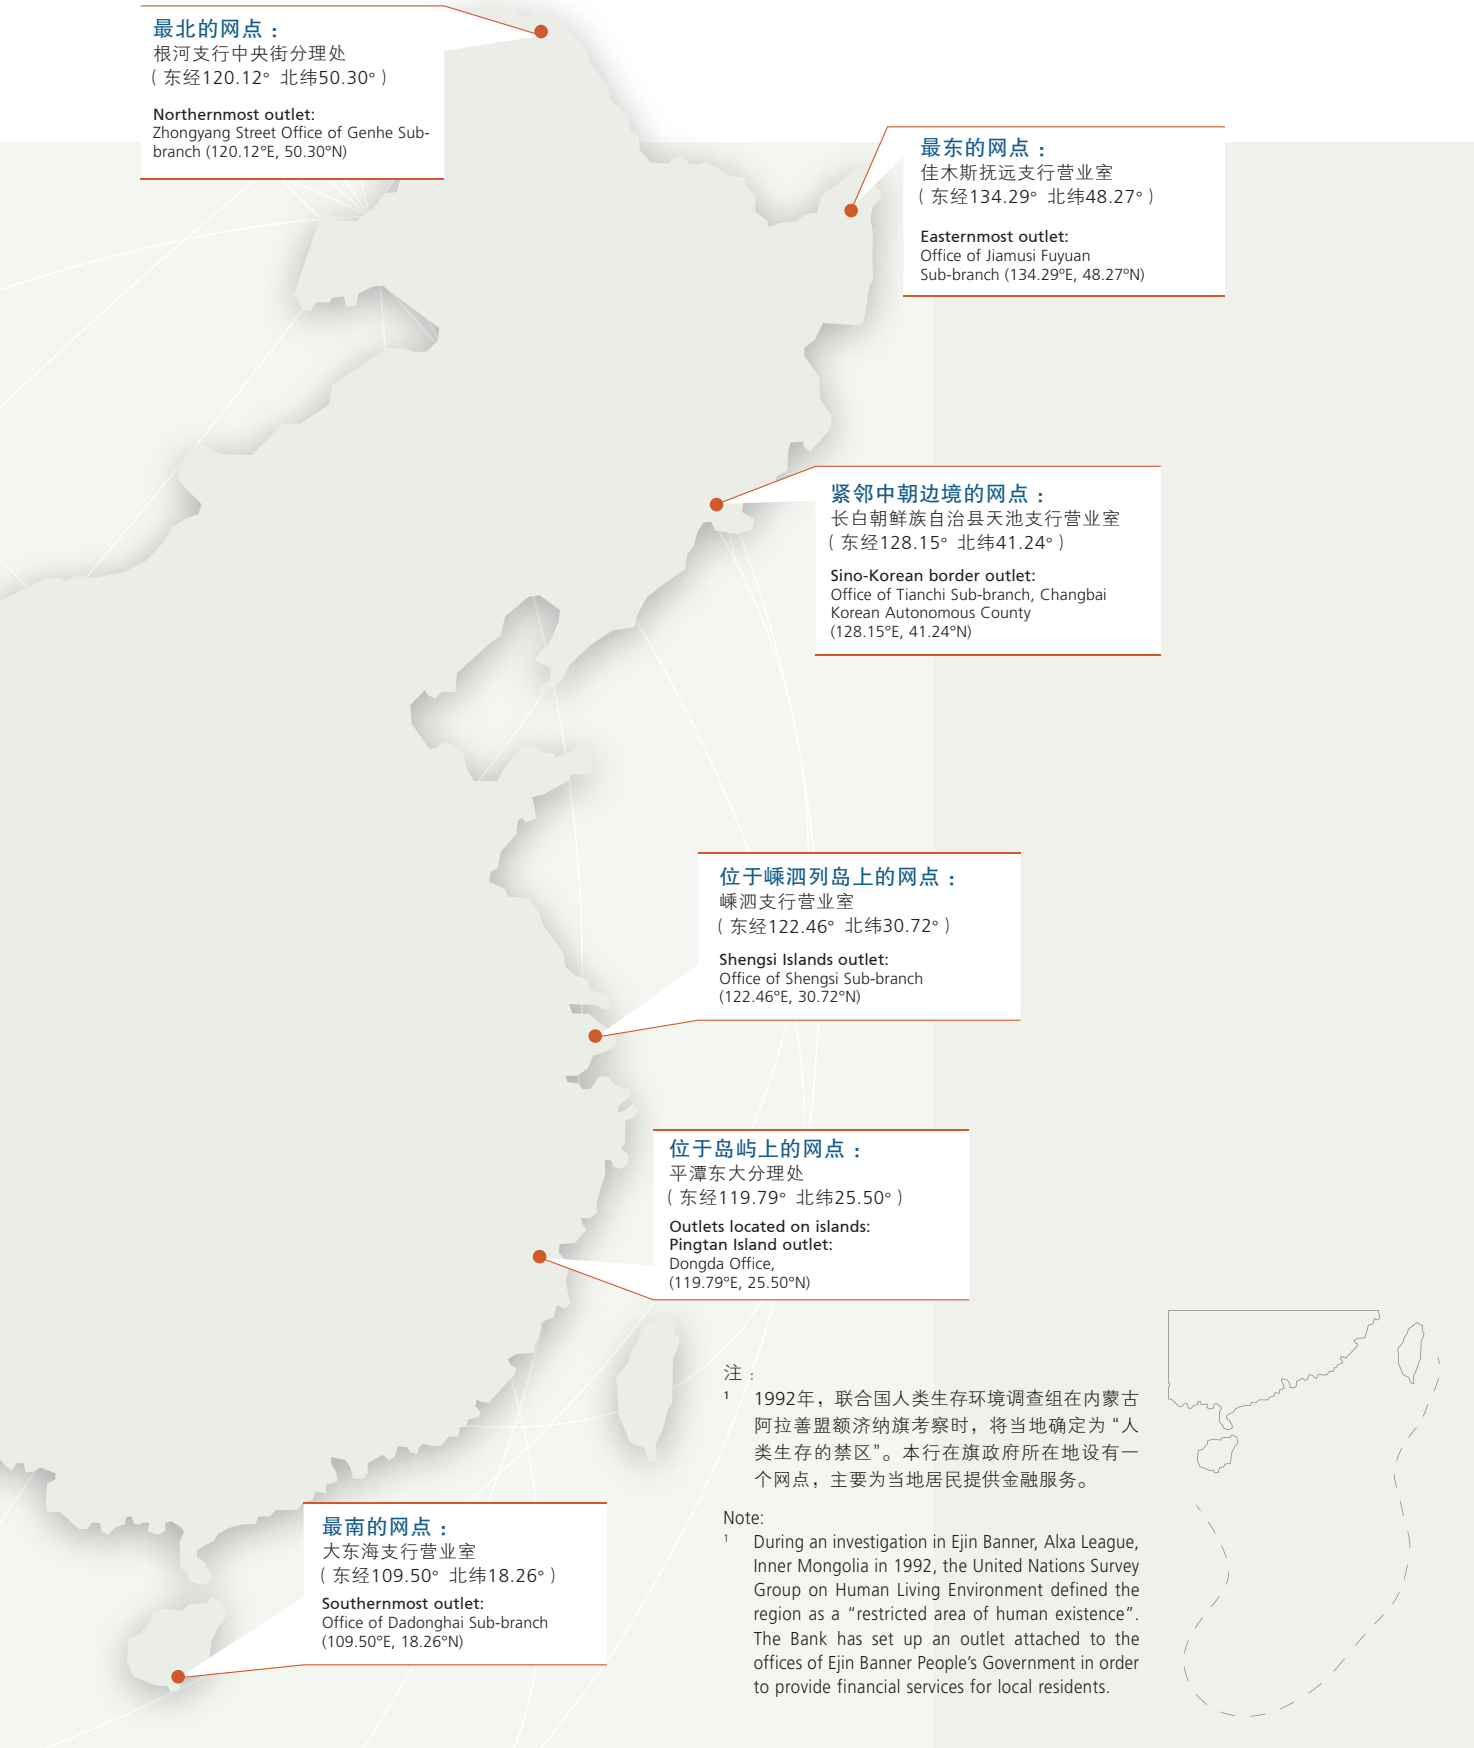 最北的网点：
根河支行中央街分理处
（东经120.12° 北纬50.30°）
Northernmost outlet:
Zhongyang Street Office of Genhe Sub-
branch (120.12ºE, 50.30ºN)
最东的网点：
佳木斯抚远支行营业室
（东经134.29° 北纬48.27°）
Easternmost outlet:
Office of Jiamusi Fuyuan
Sub-branch (134.29ºE, 48.27ºN)
紧邻中朝边境的网点：
长白朝鲜族自治县天池支行营业室
（东经128.15° 北纬41.24°）
Sino-Korean border outlet:
Office of Tianchi Sub-branch, Changbai
Korean Autonomous County
(128.15ºE, 41.24ºN)
位于嵊泗列岛上的网点：
嵊泗支行营业室
（东经122.46° 北纬30.72°）
Shengsi Islands outlet:
Office of Shengsi Sub-branch
(122.46ºE, 30.72ºN)
位于岛屿上的网点：
平潭东大分理处
（东经119.79° 北纬25.50°）
Outlets located on islands:
Pingtan Island outlet:
Dongda Office,
(119.79ºE, 25.50ºN)
最南的网点：
大东海支行营业室
（东经109.50° 北纬18.26°）
Southernmost outlet:
Office of Dadonghai Sub-branch
(109.50ºE, 18.26ºN)
注：
1 1992年，联合国人类生存环境调查组在内蒙古
阿拉善盟额济纳旗考察时，将当地确定为“人
类生存的禁区”。本行在旗政府所在地设有一
个网点，主要为当地居民提供金融服务。
Note:
1 During an investigation in Ejin Banner, Alxa League,
Inner Mongolia in 1992, the United Nations Survey
Group on Human Living Environment defined the
region as a “restricted area of human existence”.
The Bank has set up an outlet attached to the
offices of Ejin Banner People’s Government in order
to provide financial services for local residents.